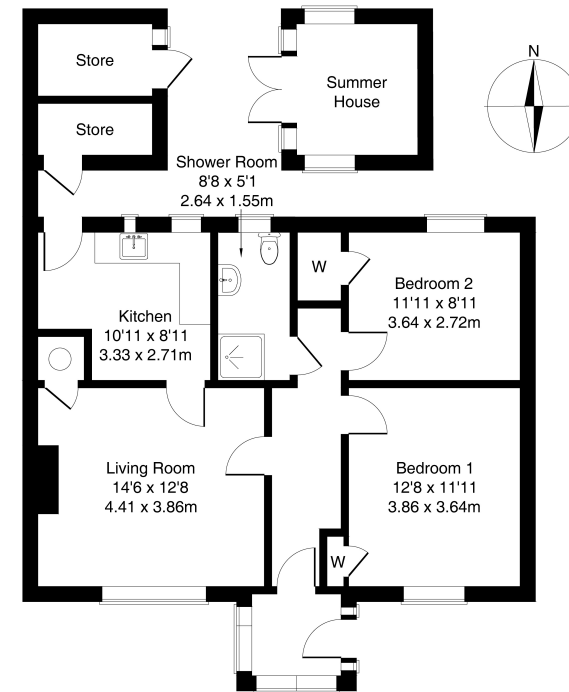 Store
Summer
House
N
Store
Shower Room
8'8 x 5'1
2.64 x 1.55m
W
Bedroom 2
11'11 x 8'11
3.64 x 2.72m
Kitchen
10'11 x 8'11
3.33 x 2.71m
Living Room
14'6 x 12'8
4.41 x 3.86m
Bedroom 1
12'8 x 11'11
3.86 x 3.64m
W